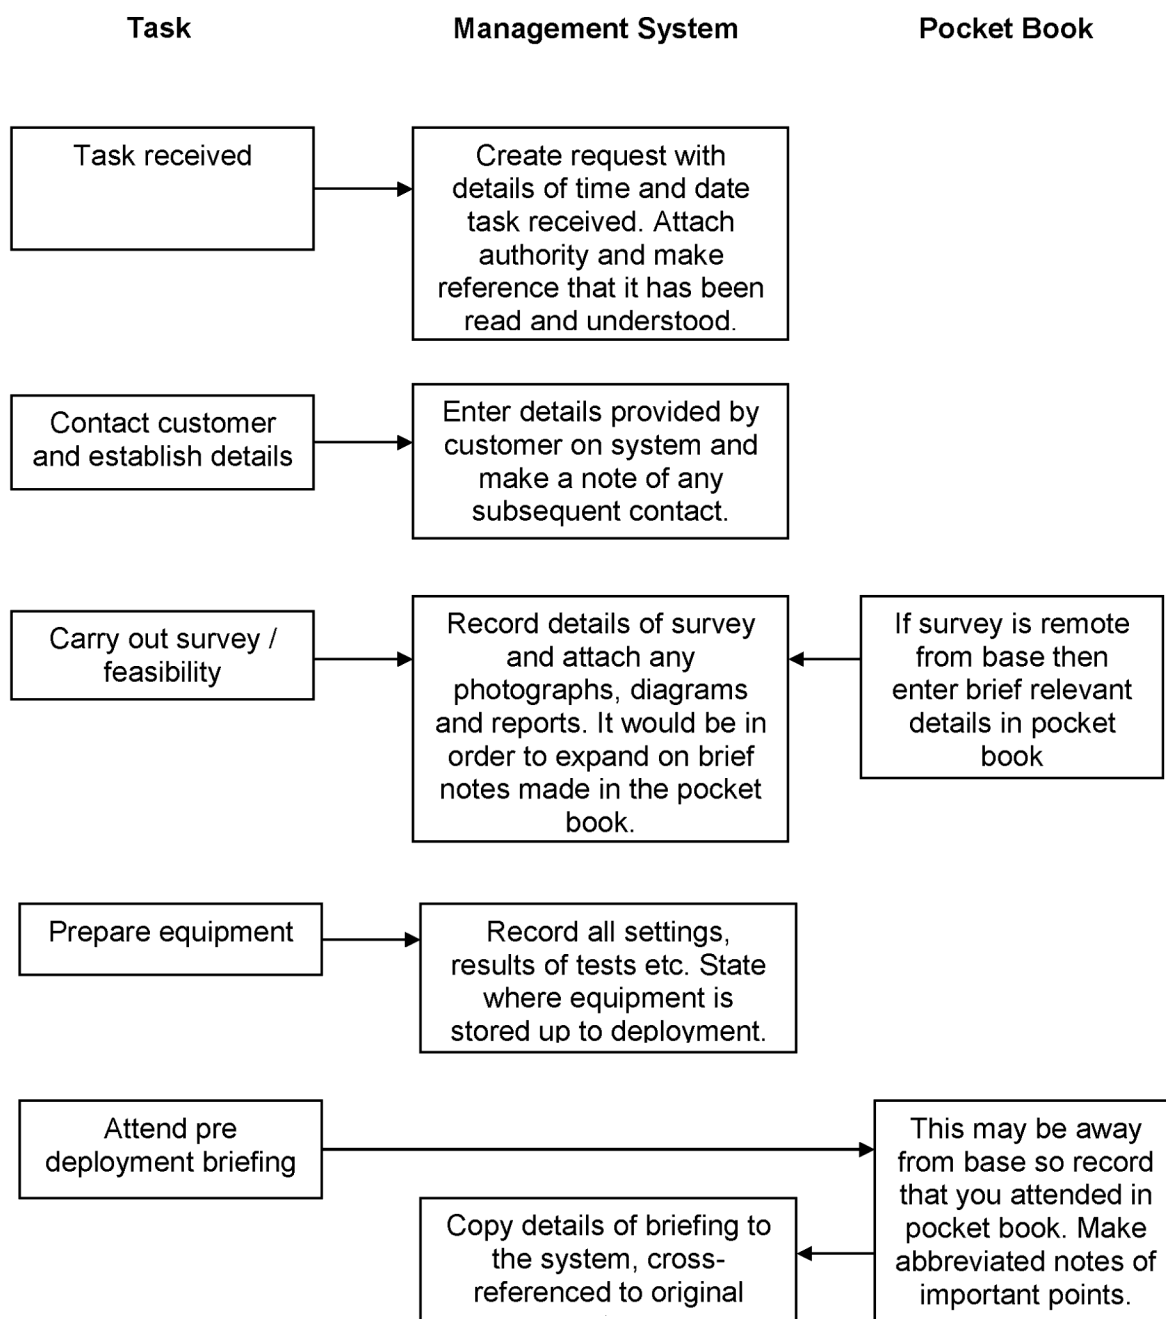 Task
Management System
Pocket Book
Task received
Create request with
details of time and date
task received. Attach
authority and make
reference that it has been
read and understood.
Contact customer
and establish details
Enter details provided by
customer on system and
make a note of any
subsequent contact.
Carry out survey /
feasibility
Record details of survey
and attach any
photographs, diagrams
and reports. It would be in
order to expand on brief
notes made in the pocket
book.
If survey is remote
from base then
enter brief relevant
details in pocket
book
Prepare equipment
Record all settings,
results of tests etc. State
where equipment is
stored up to deployment.
Attend pre
deployment briefing
This may be away
from base so record
that you attended in
pocket book. Make
abbreviated notes of
important points.
Copy details of briefing to
the system, cross-
referenced to original